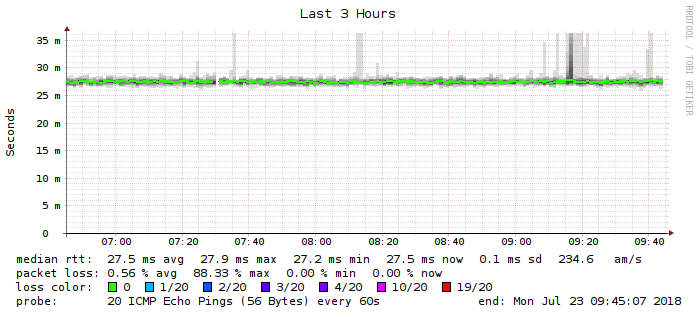 Last 3 Hours
RRDTOOL / TOBI OETIKER
Seconds
35 m
30 m
25 m
20 m
15 m
10 m
5 m
0
07:00 07:20 07:40 08:00 08:20 08:40 09:00 09:20 09:40
median rtt: 27.5 ms avg 27.9 ms max 27.2 ms min 27.5 ms now 0.1 ms sd 234.6 am/s
packet loss: 0.56 % avg 88.33 % max 0.00 % min 0.00 % now
loss color: 0 1/20 2/20 3/20 4/20 10/20 19/20
probe: 20 ICMP Echo Pings (56 Bytes) every 60s end: Mon Jul 23 09:45:07 2018